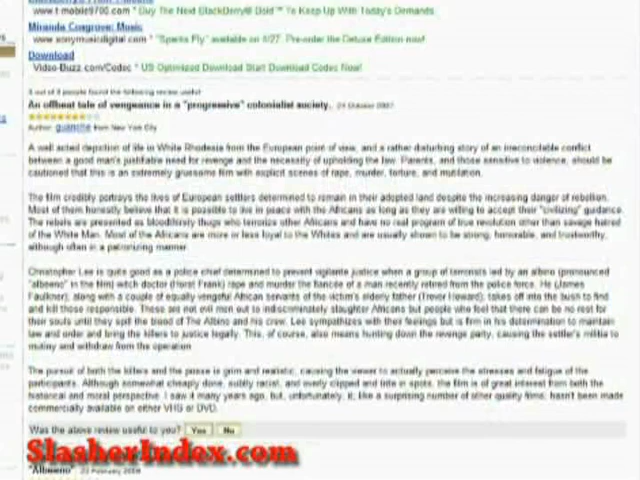 www.t-mobile9700.com * Buy The Next BlackBerry® Bold™ To Keep Up With Today's Demands.
Miranda Cosgrove: Music
www.sonymusicdigital.com * "Sparks Fly" available on 4/27. Pre-order the Deluxe Edition now!
Download
Video-Buzz.com/Codec * US Optimized Download Start Download Codec Now!
out of people found the following review useful:
An offbeat tale of vengeance in a "progressive" colonialist society., October 2007
Author: from New York City
A well acted depiction of life in White Rhodesia from the European point of view, and a rather disturbing story of an irreconcilable conflict
between a good man's justifiable need for revenge and the necessity of upholding the law. Parents, and those sensitive to violence, should be
cautioned that this is an extremely gruesome film with explicit scenes of rape, murder, torture, and mutilation.
The film credibly portrays the lives of European settlers determined to remain in their adopted land despite the increasing danger of rebellion.
Most of them honestly believe that it is possible to live in peace with the Africans as long as they are willing to accept their "civilizing" guidance.
The rebels are presented as bloodthirsty thugs who terrorize other Africans and have no real program of true revolution other than savage hatred
of the White Man. Most of the Africans are more or less loyal to the Whites and are usually shown to be strong, honorable, and trustworthy,
although often in a patronizing manner.
Christopher Lee is quite good as a police chief determined to prevent vigilante justice when a group of terrorists led by an albino (pronounced
"albeeno" in the film) witch doctor (Horst Frank) rape and murder the fiancée of a man recently retired from the police force. He (James
Faulkner), along with a couple of equally vengeful African servants of the victim's elderly father (Trevor Howard), takes off into the bush to find
and kill those responsible. These are not evil men out to indiscriminately slaughter Africans but people who feel that there can be no rest for
their souls until they spill the blood of The Albino and his crew. Lee sympathizes with their feelings but is firm in his determination to maintain
law and order and bring the killers to justice legally. This, of course, also means hunting down the revenge party, causing the settler's militia to
mutiny and withdraw from the operation.
The pursuit of both the killers and the posse is grim and realistic, causing the viewer to actually perceive the stresses and fatigue of the
participants. Although somewhat cheaply done, subtly racist, and overly clipped and trite in spots, the film is of great interest from both the
historical and moral perspective. I saw it many years ago, but, unfortunately, it, like a surprising number of other quality films, hasn't been made
commercially available on either VHS or DVD.
Was the above review useful to you? Yes No
SlasherIndex.com
"Albeeno", February